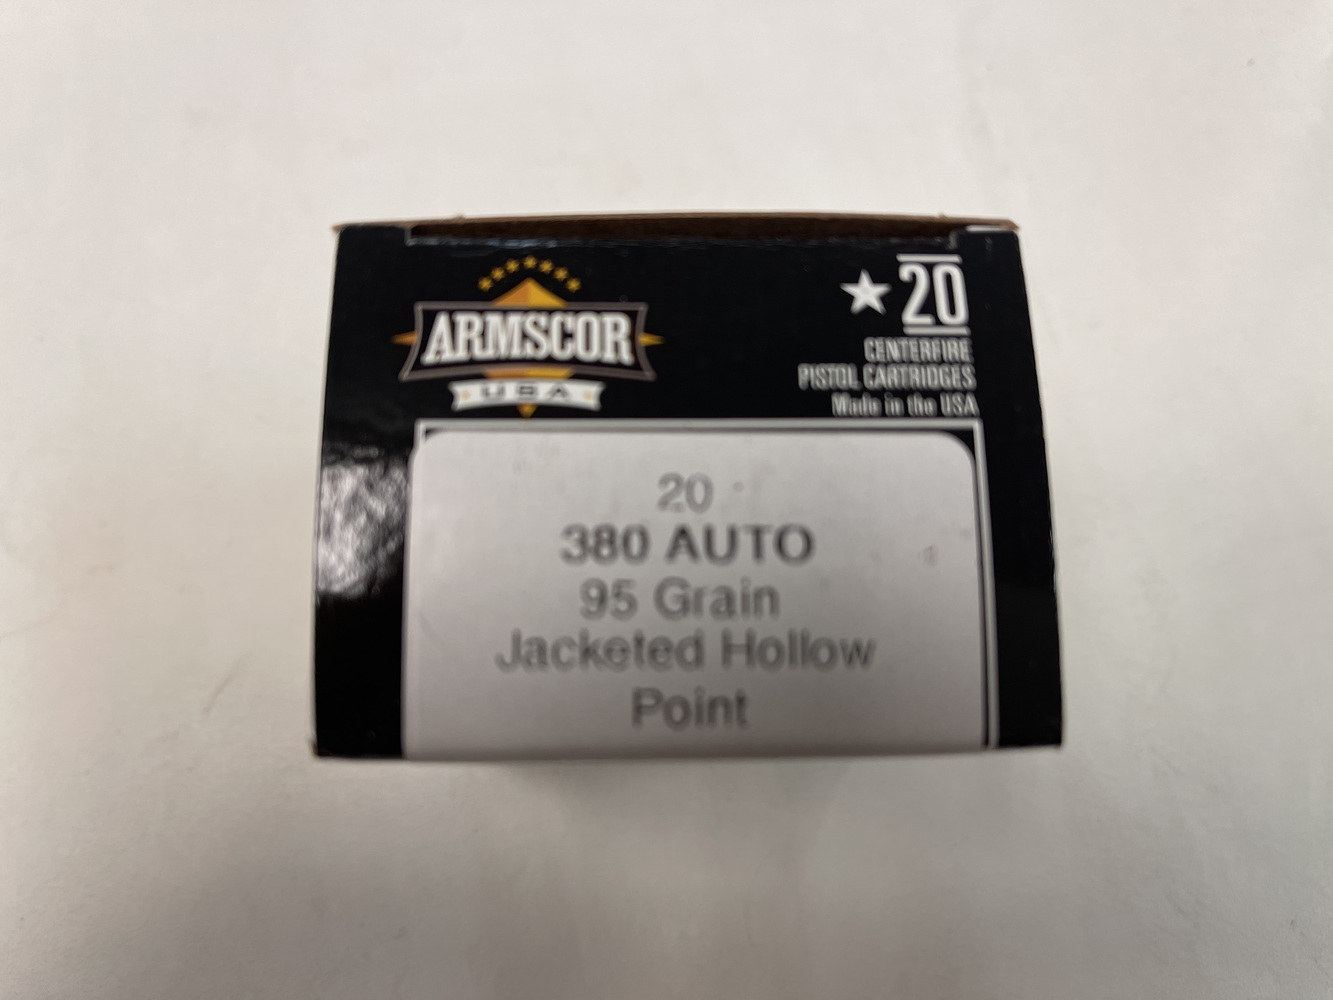 ARMSCOR
USA
20
CENTERFIRE
PISTOL CARTRIDGES
Made in the USA
20
380 AUTO
95 Grain
Jacketed Hollow
Point